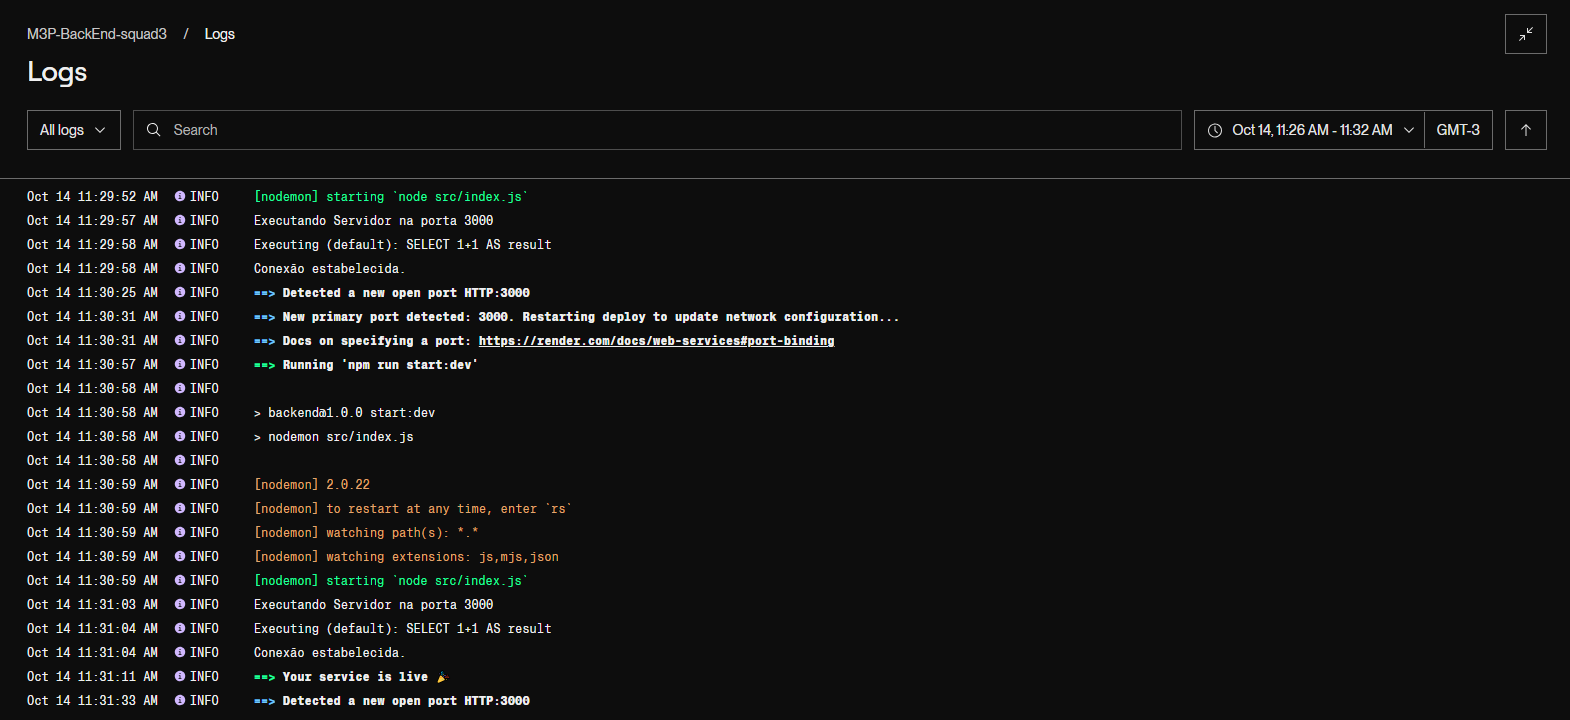 M3P-BackEnd-squad3 / Logs
Logs
All logs Search Oct 14, 11:26 AM - 11:32 AM GMT-3
Oct 14 11:29:52 AM INFO [nodemon] starting `node src/index.js`
Oct 14 11:29:57 AM INFO Executando Servidor na porta 3000
Oct 14 11:29:58 AM INFO Executing (default): SELECT 1+1 AS result
Oct 14 11:29:58 AM INFO Conexão estabelecida.
Oct 14 11:30:25 AM INFO ==> Detected a new open port HTTP:3000
Oct 14 11:30:31 AM INFO ==> New primary port detected: 3000. Restarting deploy to update network configuration...
Oct 14 11:30:31 AM INFO ==> Docs on specifying a port: https://render.com/docs/web-services#port-binding
Oct 14 11:30:57 AM INFO ==> Running 'npm run start:dev'
Oct 14 11:30:58 AM INFO
Oct 14 11:30:58 AM INFO > backend@1.0.0 start:dev
Oct 14 11:30:58 AM INFO > nodemon src/index.js
Oct 14 11:30:58 AM INFO
Oct 14 11:30:59 AM INFO [nodemon] 2.0.22
Oct 14 11:30:59 AM INFO [nodemon] to restart at any time, enter `rs`
Oct 14 11:30:59 AM INFO [nodemon] watching path(s): *.*
Oct 14 11:30:59 AM INFO [nodemon] watching extensions: js,mjs,json
Oct 14 11:30:59 AM INFO [nodemon] starting `node src/index.js`
Oct 14 11:31:03 AM INFO Executando Servidor na porta 3000
Oct 14 11:31:04 AM INFO Executing (default): SELECT 1+1 AS result
Oct 14 11:31:04 AM INFO Conexão estabelecida.
Oct 14 11:31:11 AM INFO ==> Your service is live 🎉
Oct 14 11:31:33 AM INFO ==> Detected a new open port HTTP:3000